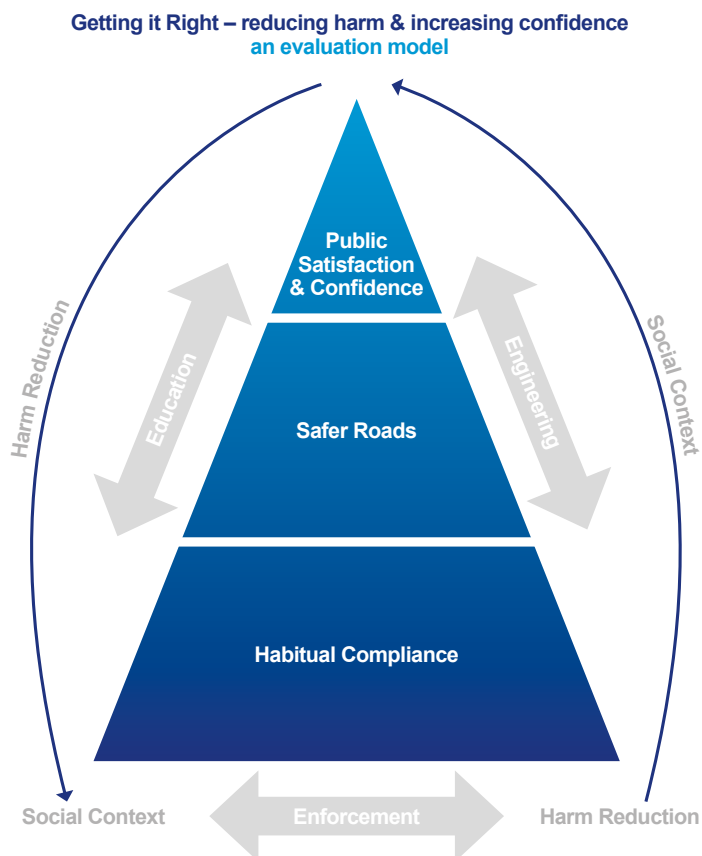 Getting it Right – reducing harm & increasing confidence
an evaluation model
Public
Satisfaction
& Confidence
Harm Reduction
Education
Engineering
Social Context
Safer Roads
Habitual Compliance
Social Context
Enforcement
Harm Reduction